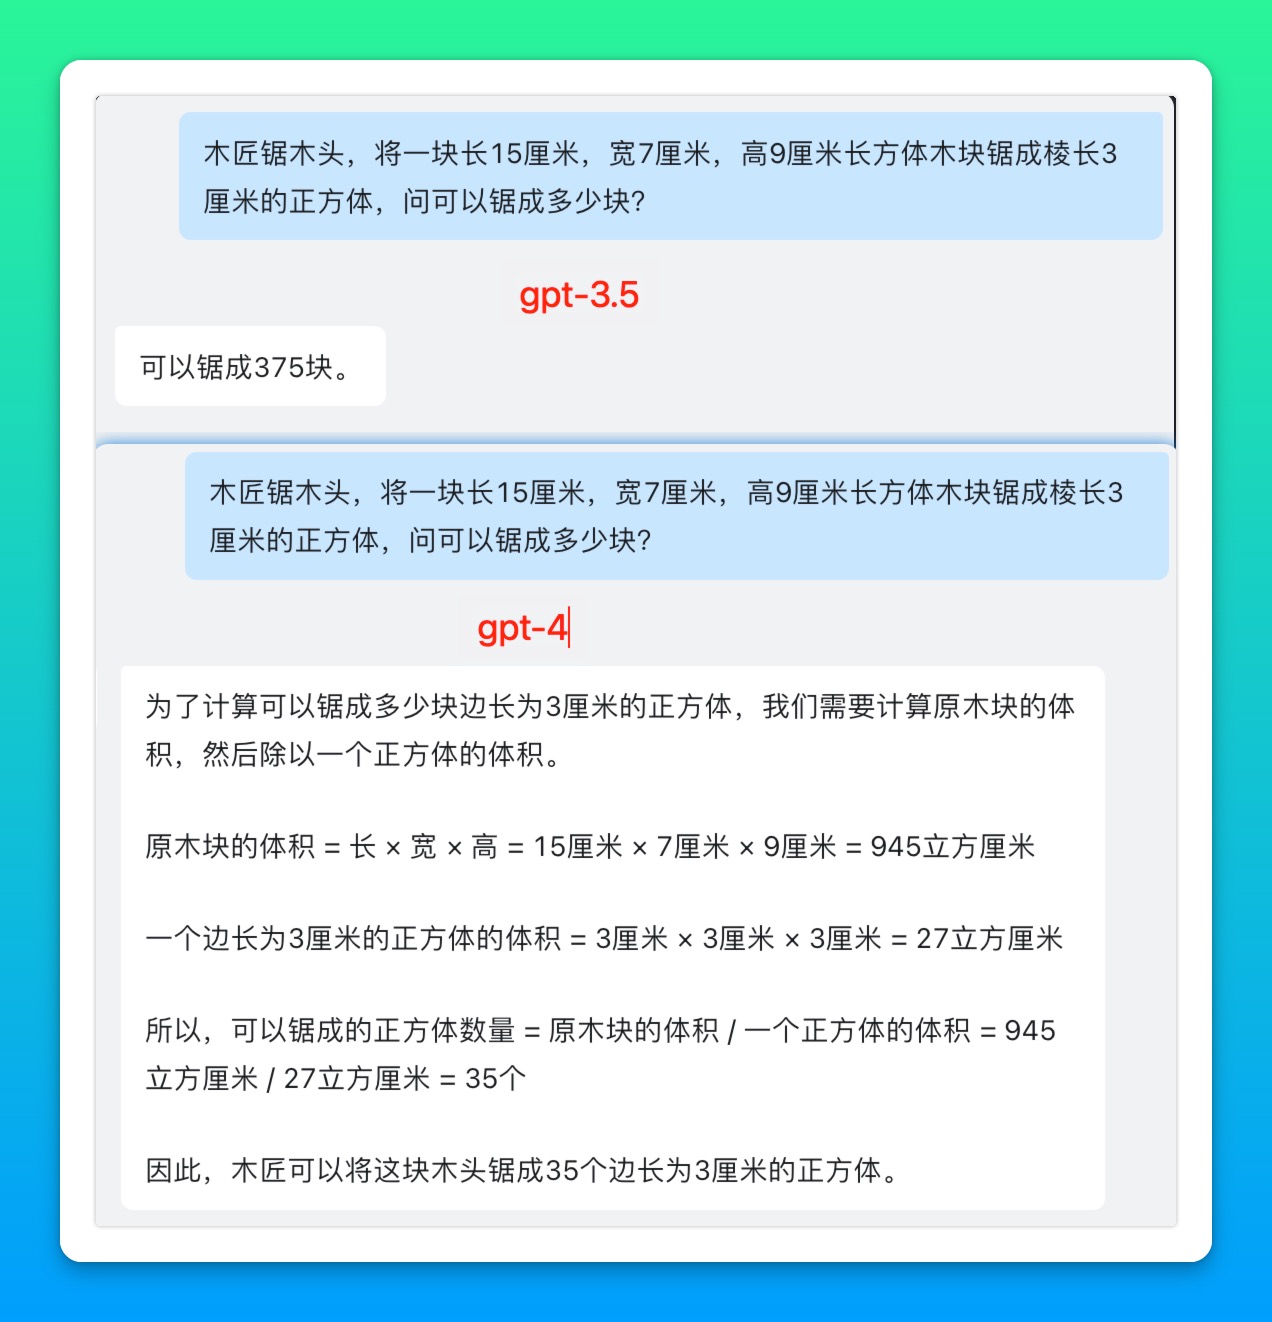 木匠锯木头，将一块长15厘米，宽7厘米，高9厘米长方体木块锯成棱长3
厘米的正方体，问可以锯成多少块?
gpt-3.5
可以锯成375块。
木匠锯木头，将一块长15厘米，宽7厘米，高9厘米长方体木块锯成棱长3
厘米的正方体，问可以锯成多少块?
gpt-4
为了计算可以锯成多少块边长为3厘米的正方体，我们需要计算原木块的体
积，然后除以一个正方体的体积。
原木块的体积 = 长 × 宽 × 高 = 15厘米 × 7厘米 × 9厘米 = 945立方厘米
一个边长为3厘米的正方体的体积 = 3厘米 × 3厘米 × 3厘米 = 27立方厘米
所以，可以锯成的正方体数量 = 原木块的体积 / 一个正方体的体积 = 945
立方厘米 / 27立方厘米 = 35个
因此，木匠可以将这块木头锯成35个边长为3厘米的正方体。